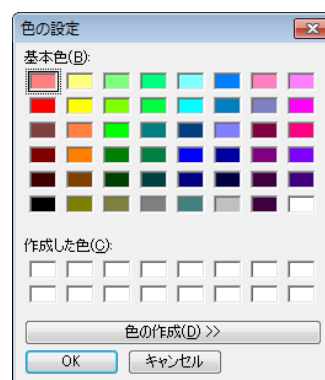 色の設定
基本色(B):
作成した色(C):
色の作成(D) >>
OK
キャンセル